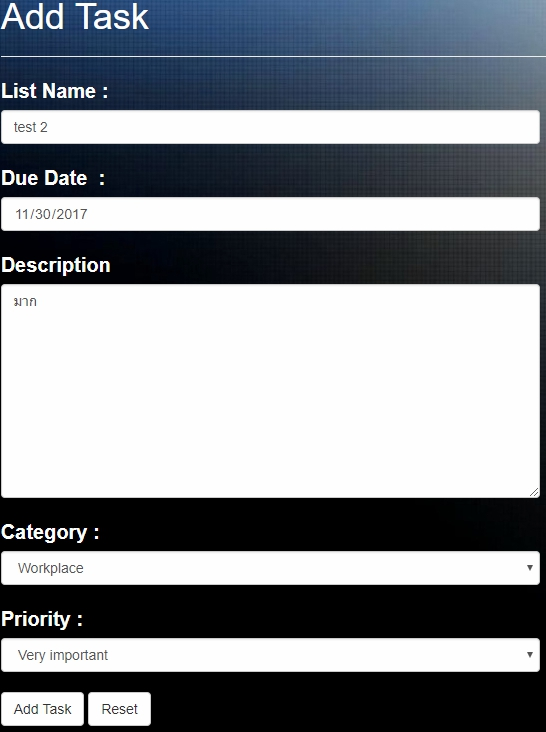 Add Task
List Name :
test 2
Due Date  :
11/30/2017
Description
มาก
Category :
Workplace
Priority :
Very important
Add Task Reset